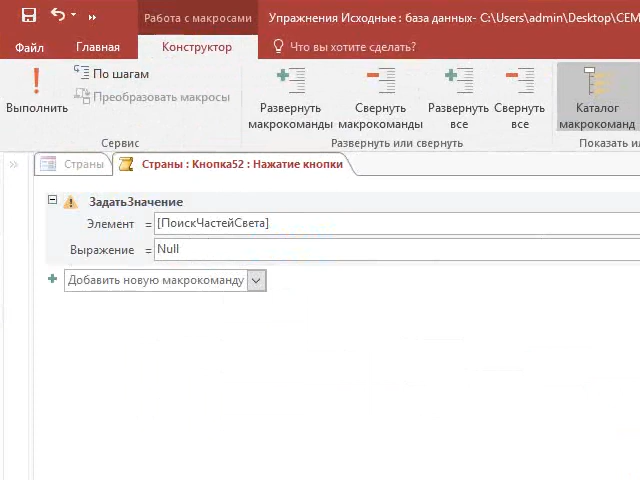 Работа с макросами
Упражнения Исходные : база данных- C:\Users\admin\Desktop\СЕМ
Файл
Главная
Конструктор
Что вы хотите сделать?
Выполнить
По шагам
Преобразовать макросы
Развернуть макрокоманды
Свернуть макрокоманды
Развернуть все
Свернуть все
Каталог макрокоманд
Сервис
Развернуть или свернуть
Показать ил
Страны
Страны : Кнопка52 : Нажатие кнопки
ЗадатьЗначение
Элемент = [ПоискЧастейСвета]
Выражение = Null
Добавить новую макрокоманду